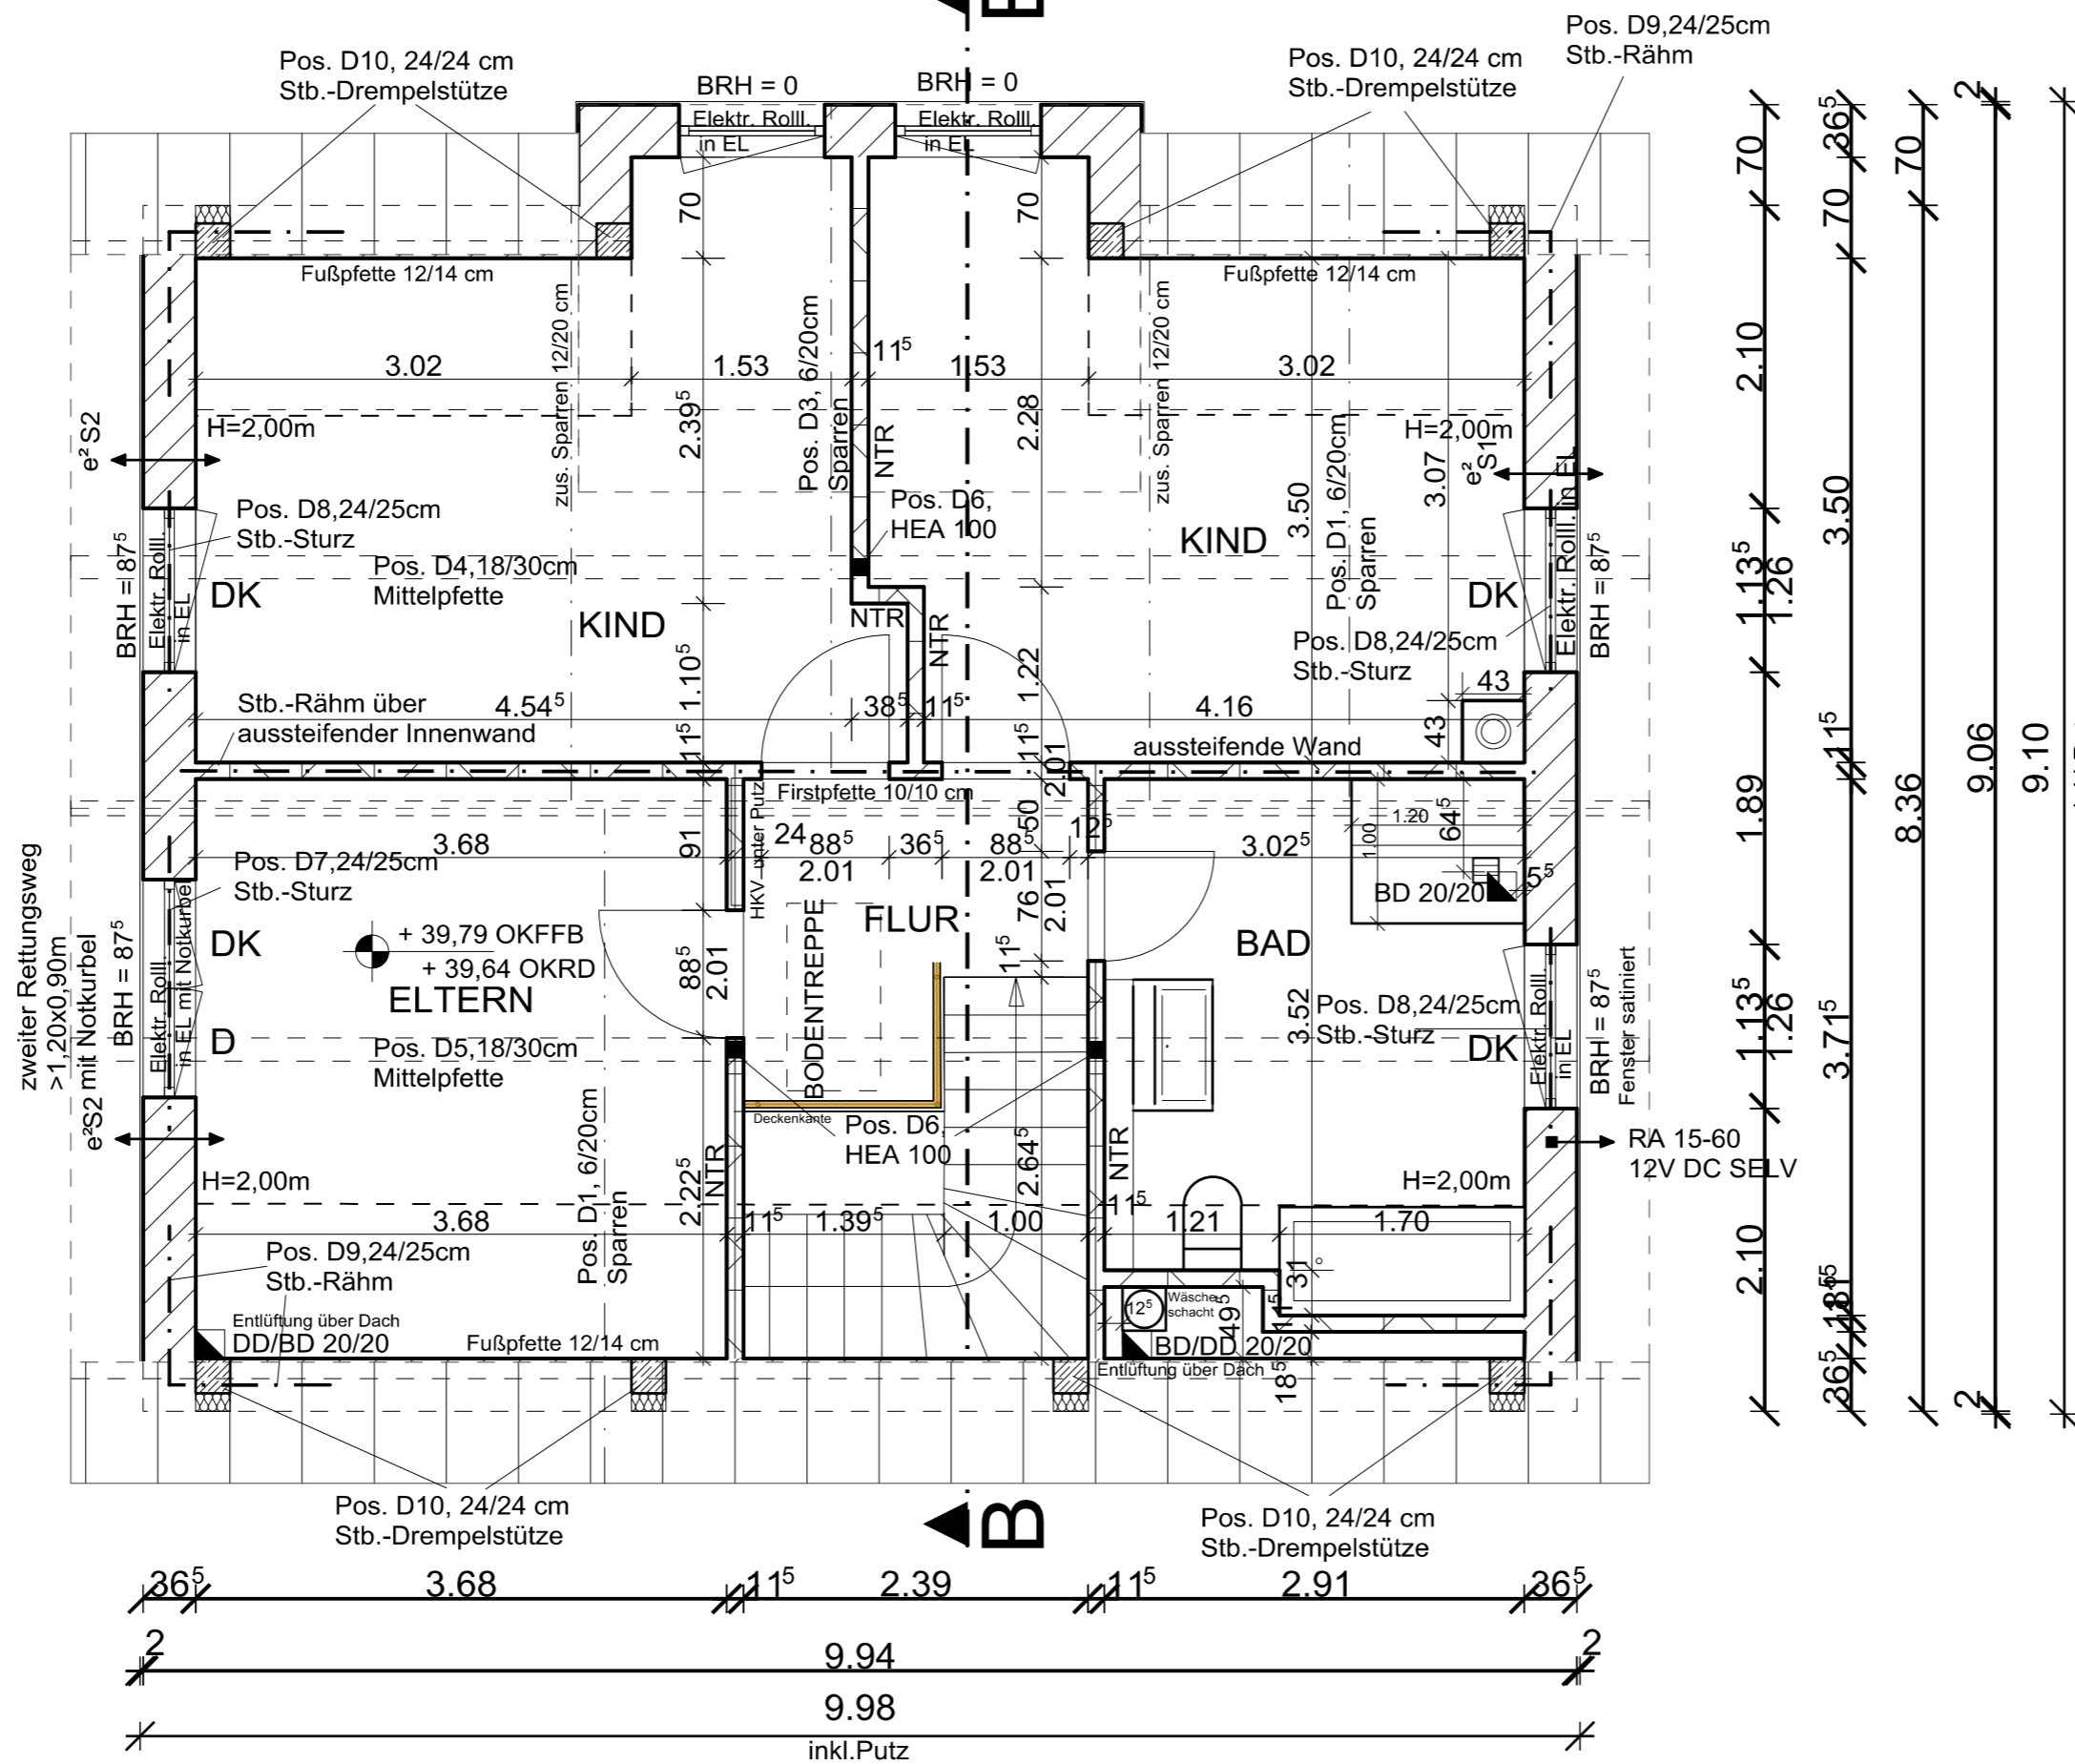 B
Pos. D9,24/25cm
Stb.-Rähm
Pos. D10, 24/24 cm
Stb.-Drempelstütze
Pos. D10, 24/24 cm
Stb.-Drempelstütze
BRH = 0
BRH = 0
Elektr. Rolll.
in EL
Elektr. Rolll.
in EL
70
70
Fußpfette 12/14 cm
Fußpfette 12/14 cm
zus. Sparren 12/20 cm
Pos. D3, 6/20cm
Sparren
zus. Sparren 12/20 cm
3.02
1.53
11⁵
1.53
3.02
H=2,00m
2.39⁵
NTR
2.28
H=2,00m
3.07
e²S2
e²S1
3.50
Pos. D1, 6/20cm
Sparren
Pos. D8,24/25cm
Stb.-Sturz
Pos. D6,
HEA 100
KIND
Pos. D4,18/30cm
Mittelpfette
BRH = 87⁵
Elektr. Rolll.
in EL
DK
DK
Elektr. Rolll. in EL
BRH = 87⁵
KIND
NTR
NTR
Pos. D8,24/25cm
Stb.-Sturz
1.10⁵
1.22
43
43
Stb.-Rähm über
aussteifender Innenwand
4.54⁵
38⁵
11⁵
4.16
11⁵
11⁵
2.01
aussteifende Wand
Firstpfette 10/10 cm
HKV unter Putz
3.68
91
24
88⁵
2.01
36⁵
88⁵
2.01
50
12⁵
3.02⁵
1.00
1.20
64⁵
5⁵
BD 20/20
Pos. D7,24/25cm
Stb.-Sturz
zweiter Rettungsweg
>1,20x0,90m
e²S2 mit Notkurbel
BRH = 87⁵
Elektr. Rolll.
in EL mit Notkurbel
DK
D
+ 39,79 OKFFB
+ 39,64 OKRD
ELTERN
88⁵
2.01
BODENTREPPE
FLUR
76
2.01
11⁵
BAD
3.52
Pos. D8,24/25cm
Stb.-Sturz
DK
Elektr. Rolll.
in EL
BRH = 87⁵
Fenster satiniert
Pos. D5,18/30cm
Mittelpfette
Deckenkante
Pos. D6,
HEA 100
2.64⁵
NTR
NTR
RA 15-60
12V DC SELV
H=2,00m
H=2,00m
2.22⁵
Pos. D1, 6/20cm
Sparren
3.68
11⁵
1.39⁵
1.00
11⁵
1.21
1.70
Pos. D9,24/25cm
Stb.-Rähm
Entlüftung über Dach
DD/BD 20/20
Fußpfette 12/14 cm
12⁵
Wäsche
schacht
49⁵
31
11⁵
BD/DD 20/20
Entlüftung über Dach
18⁵
Pos. D10, 24/24 cm
Stb.-Drempelstütze
B
Pos. D10, 24/24 cm
Stb.-Drempelstütze
36⁵
3.68
11⁵
2.39
11⁵
2.91
36⁵
2
9.94
2
9.98
inkl.Putz
70
2.10
1.13⁵
1.26
1.89
1.13⁵
1.26
2.10
36⁵
70
3.50
11⁵
3.71⁵
18⁵
36⁵
70
8.36
2
9.06
2
9.10